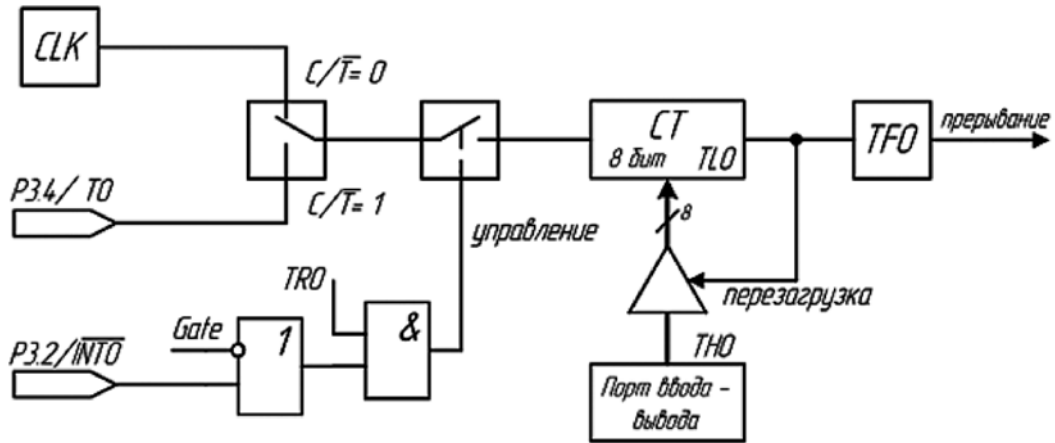 CLK
C/T̅= 0
P3.4/ T0
C/T̅= 1
CT
8 бит TL0
TF0
прерывание
8
управление
перезагрузка
TR0
&
Gate
1
P3.2/I̅N̅T̅0̅
TH0
Порт ввода -
вывода